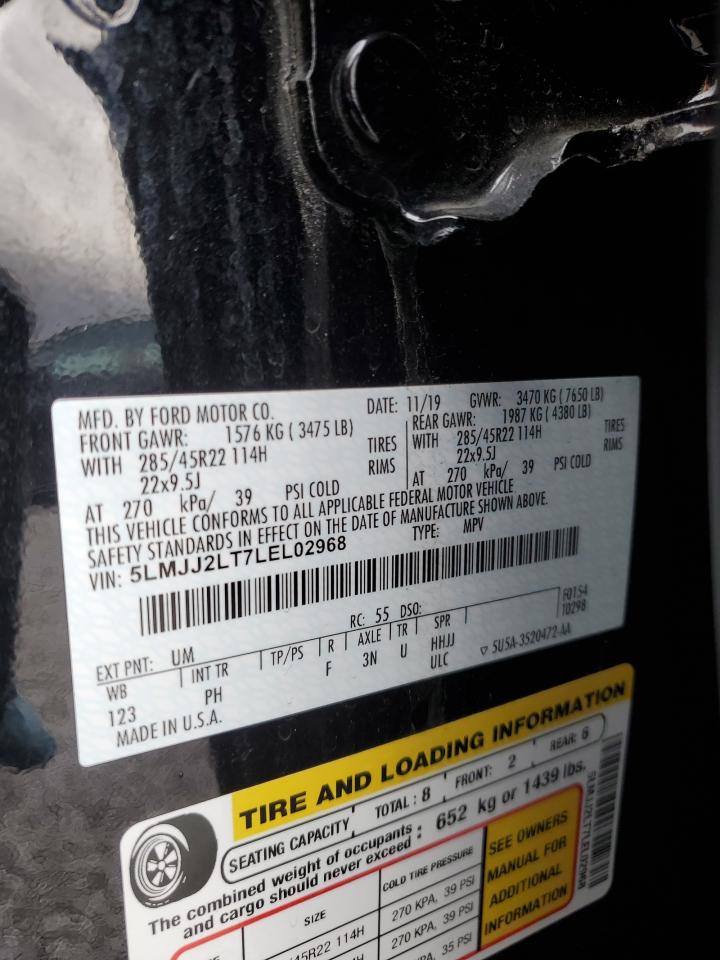 MFD. BY FORD MOTOR CO. DATE: 11/19 GVWR: 3470 KG ( 7650 LB)
FRONT GAWR: 1576 KG ( 3475 LB) REAR GAWR: 1987 KG ( 4380 LB)
WITH 285/45R22 114H TIRES WITH 285/45R22 114H TIRES
22x9.5J RIMS 22x9.5J RIMS
AT 270 kPa/ 39 PSI COLD AT 270 kPa/ 39 PSI COLD
THIS VEHICLE CONFORMS TO ALL APPLICABLE FEDERAL MOTOR VEHICLE
SAFETY STANDARDS IN EFFECT ON THE DATE OF MANUFACTURE SHOWN ABOVE.
VIN: 5LMJJ2LT7LEL02968 TYPE: MPV
EXT PNT: UM RC: 55 DSO: F0154
WB INT TR TP/PS R AXLE TR SPR 10298
123 PH F 3N U HHJJ
ULC ▽ 5U5A-3520472-AA
MADE IN U.S.A.
TIRE AND LOADING INFORMATION
SEATING CAPACITY TOTAL : 8 FRONT: 2 REAR: 6
The combined weight of occupants
and cargo should never exceed : 652 kg or 1439 lbs.
SIZE COLD TIRE PRESSURE
45R22 114H 270 KPA, 39 PSI
270 KPA, 39 PSI
35 PSI
SEE OWNERS
MANUAL FOR
ADDITIONAL
INFORMATION
5LMJJ2LT7LEL02968